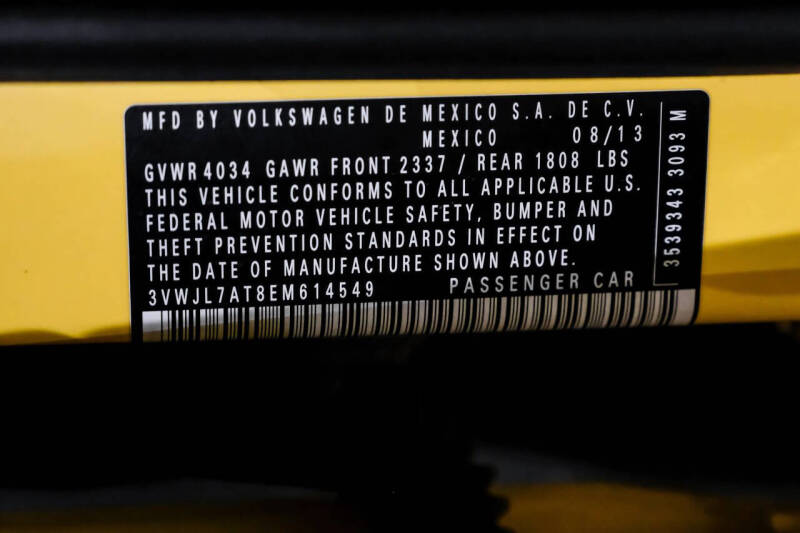 MFD BY VOLKSWAGEN DE MEXICO S.A. DE C.V.
MEXICO 08/13
GVWR 4034 GAWR FRONT 2337 / REAR 1808 LBS
THIS VEHICLE CONFORMS TO ALL APPLICABLE U.S.
FEDERAL MOTOR VEHICLE SAFETY, BUMPER AND
THEFT PREVENTION STANDARDS IN EFFECT ON
THE DATE OF MANUFACTURE SHOWN ABOVE.
3VWJL7AT8EM614549 PASSENGER CAR
3539343 3093 M